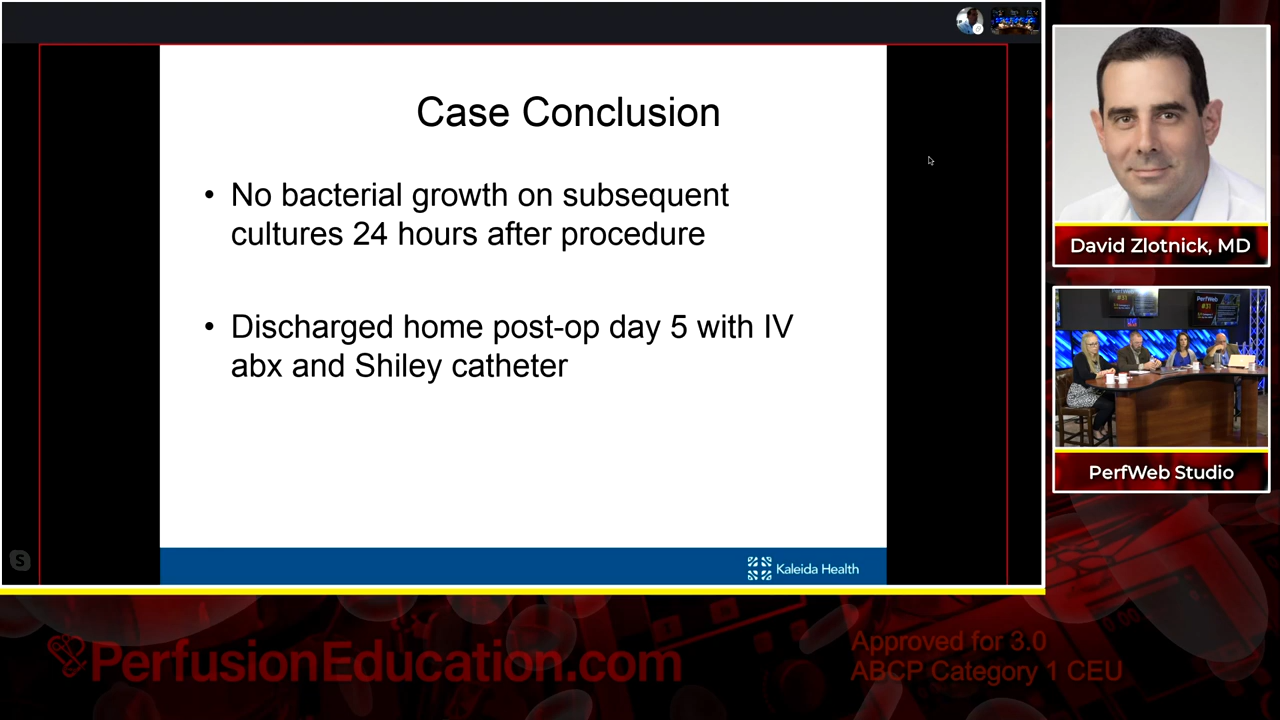 Case Conclusion
• No bacterial growth on subsequent
cultures 24 hours after procedure
• Discharged home post-op day 5 with IV
abx and Shiley catheter
Kaleida Health
David Zlotnick, MD
PerfWeb
#31
PerfWeb Studio
PerfusionEducation.com
Approved for 3.0
ABCP Category 1 CEU